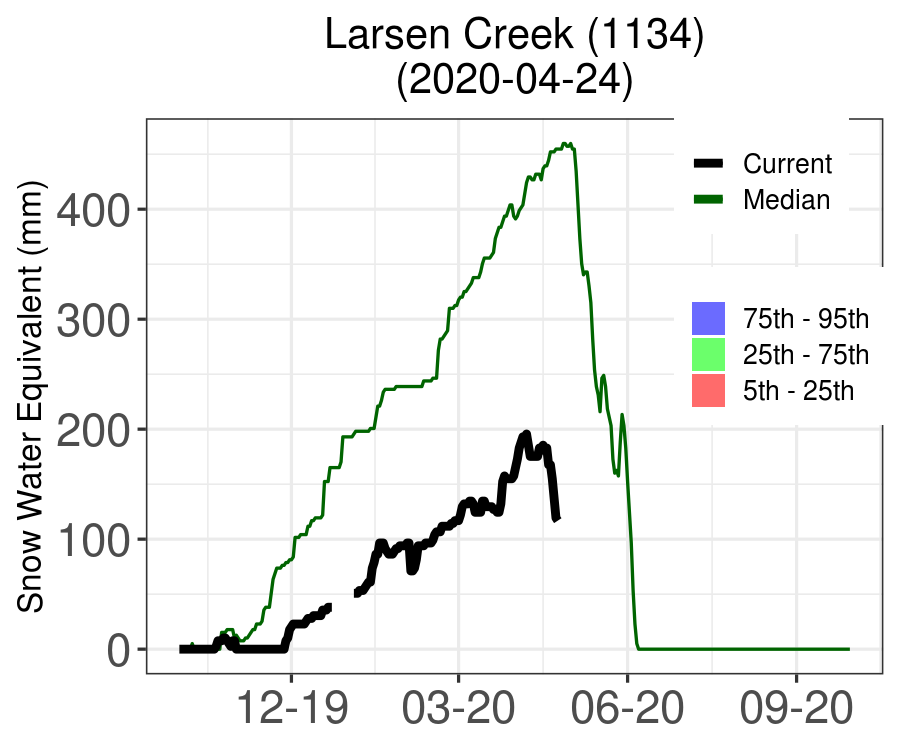 Larsen Creek (1134)
(2020-04-24)
Snow Water Equivalent (mm)
400
300
200
100
0
12-19
03-20
06-20
09-20
Current
Median
75th - 95th
25th - 75th
5th - 25th